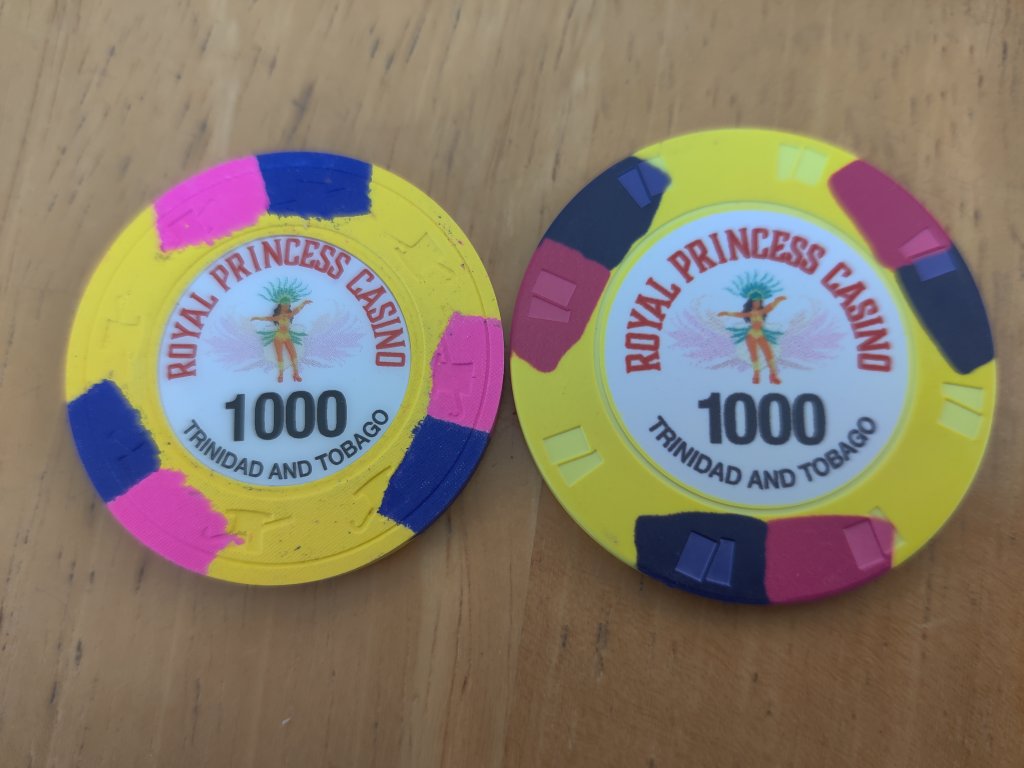 ROYAL PRINCESS CASINO
1000
TRINIDAD AND TOBAGO
ROYAL PRINCESS CASINO
1000
TRINIDAD AND TOBAGO